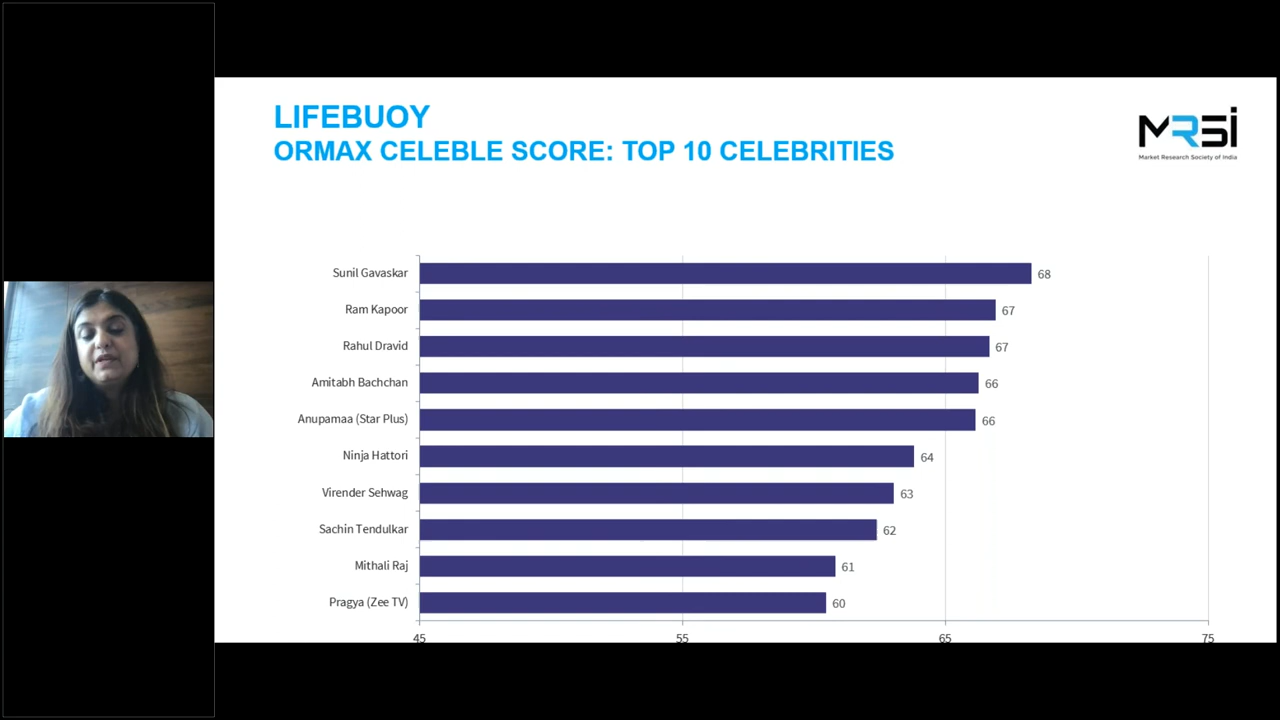 LIFEBUOY
ORMAX CELEBLE SCORE: TOP 10 CELEBRITIES
MRSI
Market Research Society of India
Sunil Gavaskar 68
Ram Kapoor 67
Rahul Dravid 67
Amitabh Bachchan 66
Anupamaa (Star Plus) 66
Ninja Hattori 64
Virender Sehwag 63
Sachin Tendulkar 62
Mithali Raj 61
Pragya (Zee TV) 60
45 55 65 75